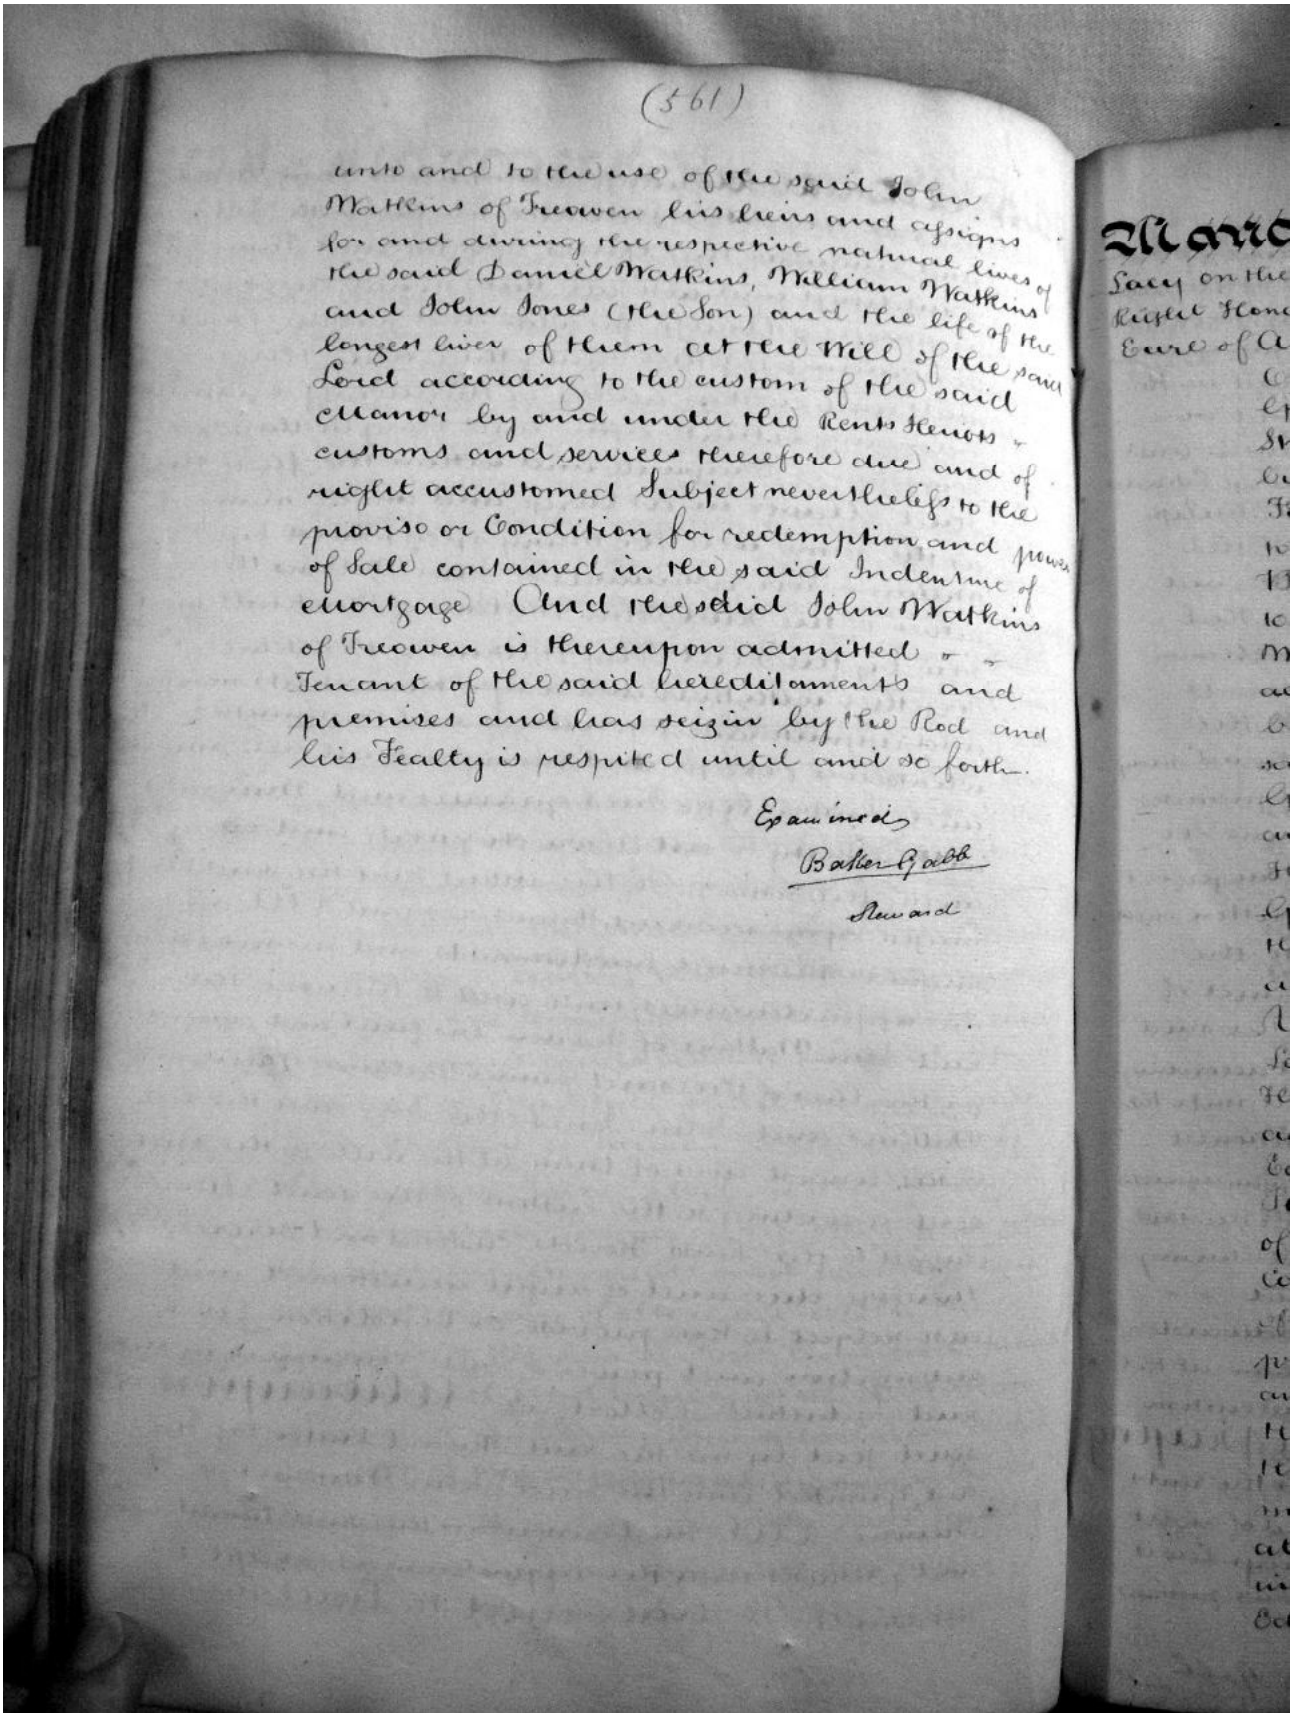 (561)
unto and to the use of the said John
Watkins of Treowen his heirs and assigns
for and during the respective natural lives of
the said Daniel Watkins, William Watkins
and John Jones (the Son) and the life of the
longest liver of them at the Will of the said
Lord according to the custom of the said
Manor by and under the Rents Heriots
customs and services therefore due and of
right accustomed Subject nevertheless to the
proviso or Condition for redemption and power
of Sale contained in the said Indenture of
Mortgage And the said John Watkins
of Treowen is thereupon admitted
Tenant of the said hereditaments and
premises and has seizin by the Rod and
his Fealty is respited until and so forth.
Examined
Baker Gabb
Steward
Lacy on the
Right Hono
Eure of A